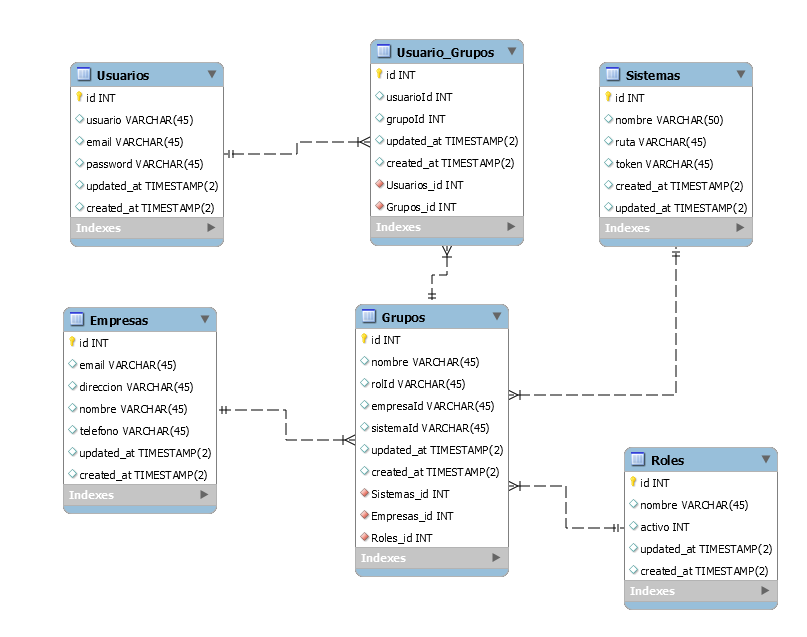 Usuarios
id INT
usuario VARCHAR(45)
email VARCHAR(45)
password VARCHAR(45)
updated_at TIMESTAMP(2)
created_at TIMESTAMP(2)
Indexes
Usuario_Grupos
id INT
usuarioId INT
grupoId INT
updated_at TIMESTAMP(2)
created_at TIMESTAMP(2)
Usuarios_id INT
Grupos_id INT
Indexes
Sistemas
id INT
nombre VARCHAR(50)
ruta VARCHAR(45)
token VARCHAR(45)
created_at TIMESTAMP(2)
updated_at TIMESTAMP(2)
Indexes
Empresas
id INT
email VARCHAR(45)
direccion VARCHAR(45)
nombre VARCHAR(45)
telefono VARCHAR(45)
updated_at TIMESTAMP(2)
created_at TIMESTAMP(2)
Indexes
Grupos
id INT
nombre VARCHAR(45)
rolId VARCHAR(45)
empresaId VARCHAR(45)
sistemaId VARCHAR(45)
updated_at TIMESTAMP(2)
created_at TIMESTAMP(2)
Sistemas_id INT
Empresas_id INT
Roles_id INT
Indexes
Roles
id INT
nombre VARCHAR(45)
activo INT
updated_at TIMESTAMP(2)
created_at TIMESTAMP(2)
Indexes